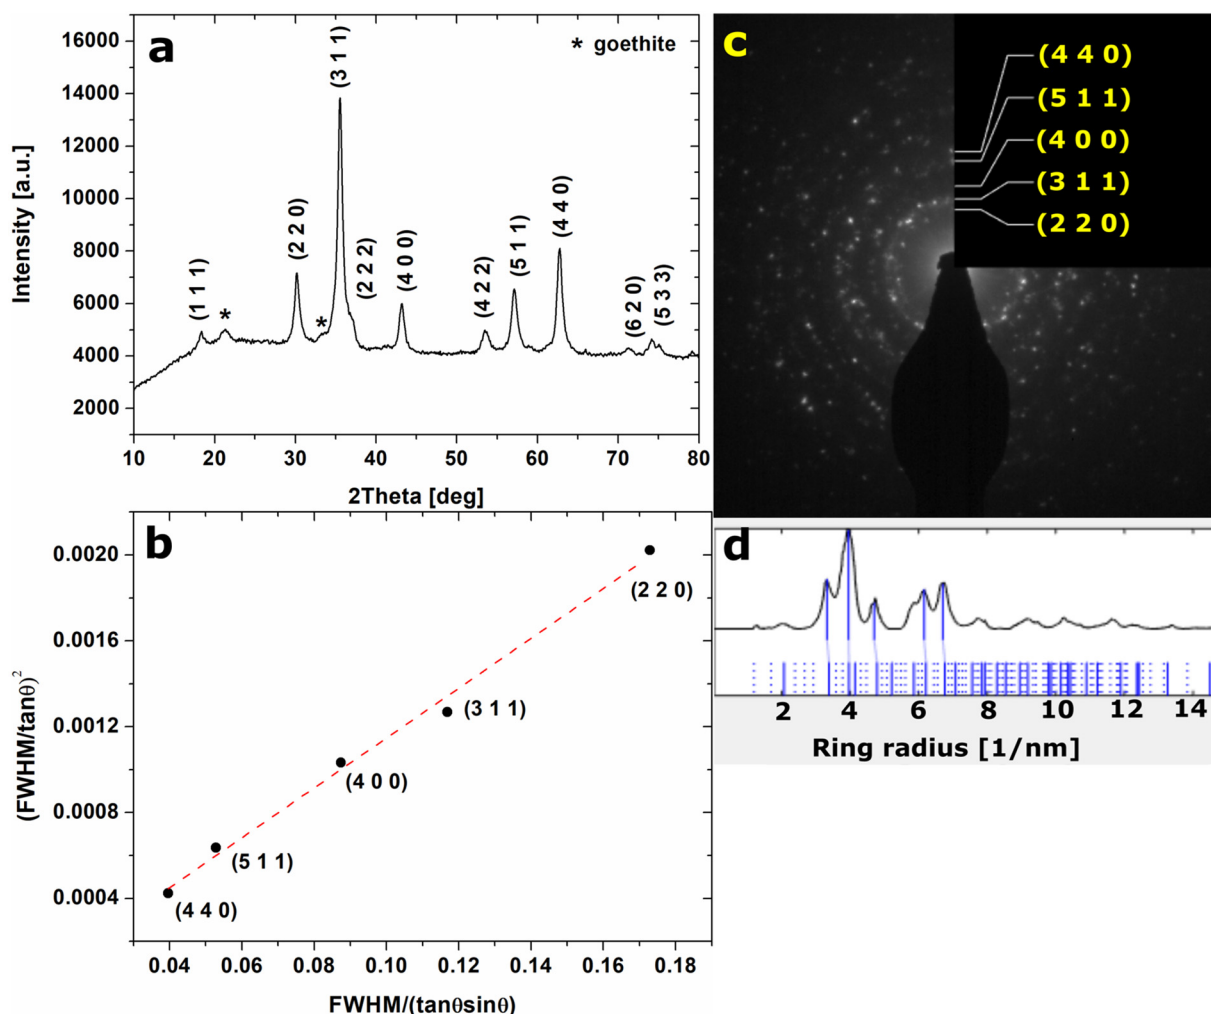 a
* goethite
Intensity [a.u.]
16000
14000
12000
10000
8000
6000
4000
2000
(1 1 1)
*
(2 2 0)
*
(3 1 1)
(2 2 2)
(4 0 0)
(4 2 2)
(5 1 1)
(4 4 0)
(6 2 0)
(5 3 3)
10 20 30 40 50 60 70 80
2Theta [deg]
b
(FWHM/tanθ)²
0.0020
0.0016
0.0012
0.0008
0.0004
(2 2 0)
(3 1 1)
(4 0 0)
(5 1 1)
(4 4 0)
0.04 0.06 0.08 0.10 0.12 0.14 0.16 0.18
FWHM/(tanθsinθ)
c
(4 4 0)
(5 1 1)
(4 0 0)
(3 1 1)
(2 2 0)
d
2 4 6 8 10 12 14
Ring radius [1/nm]